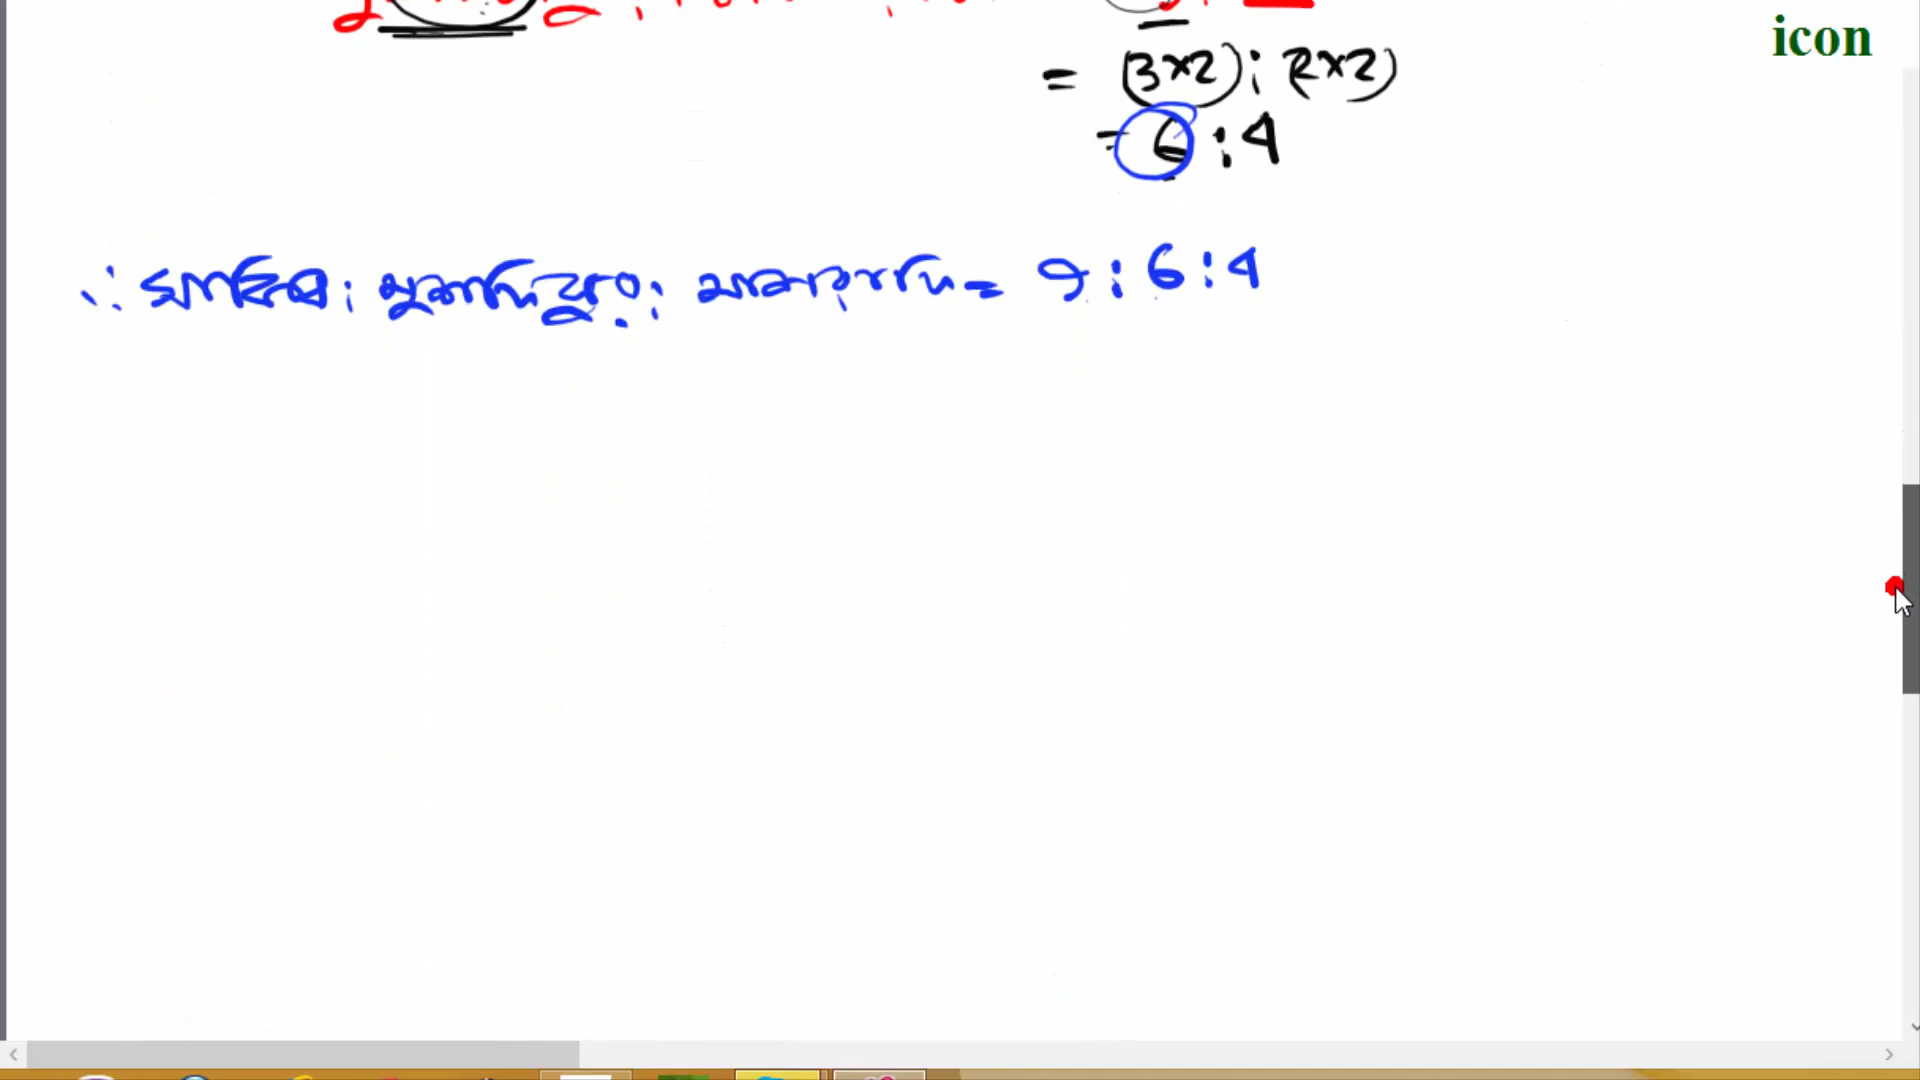 icon
= (3×2) : (2×2)
= 6 : 4
∴ সাকিব : মুশফিকুর : মাশরাফি = 9 : 6 : 4